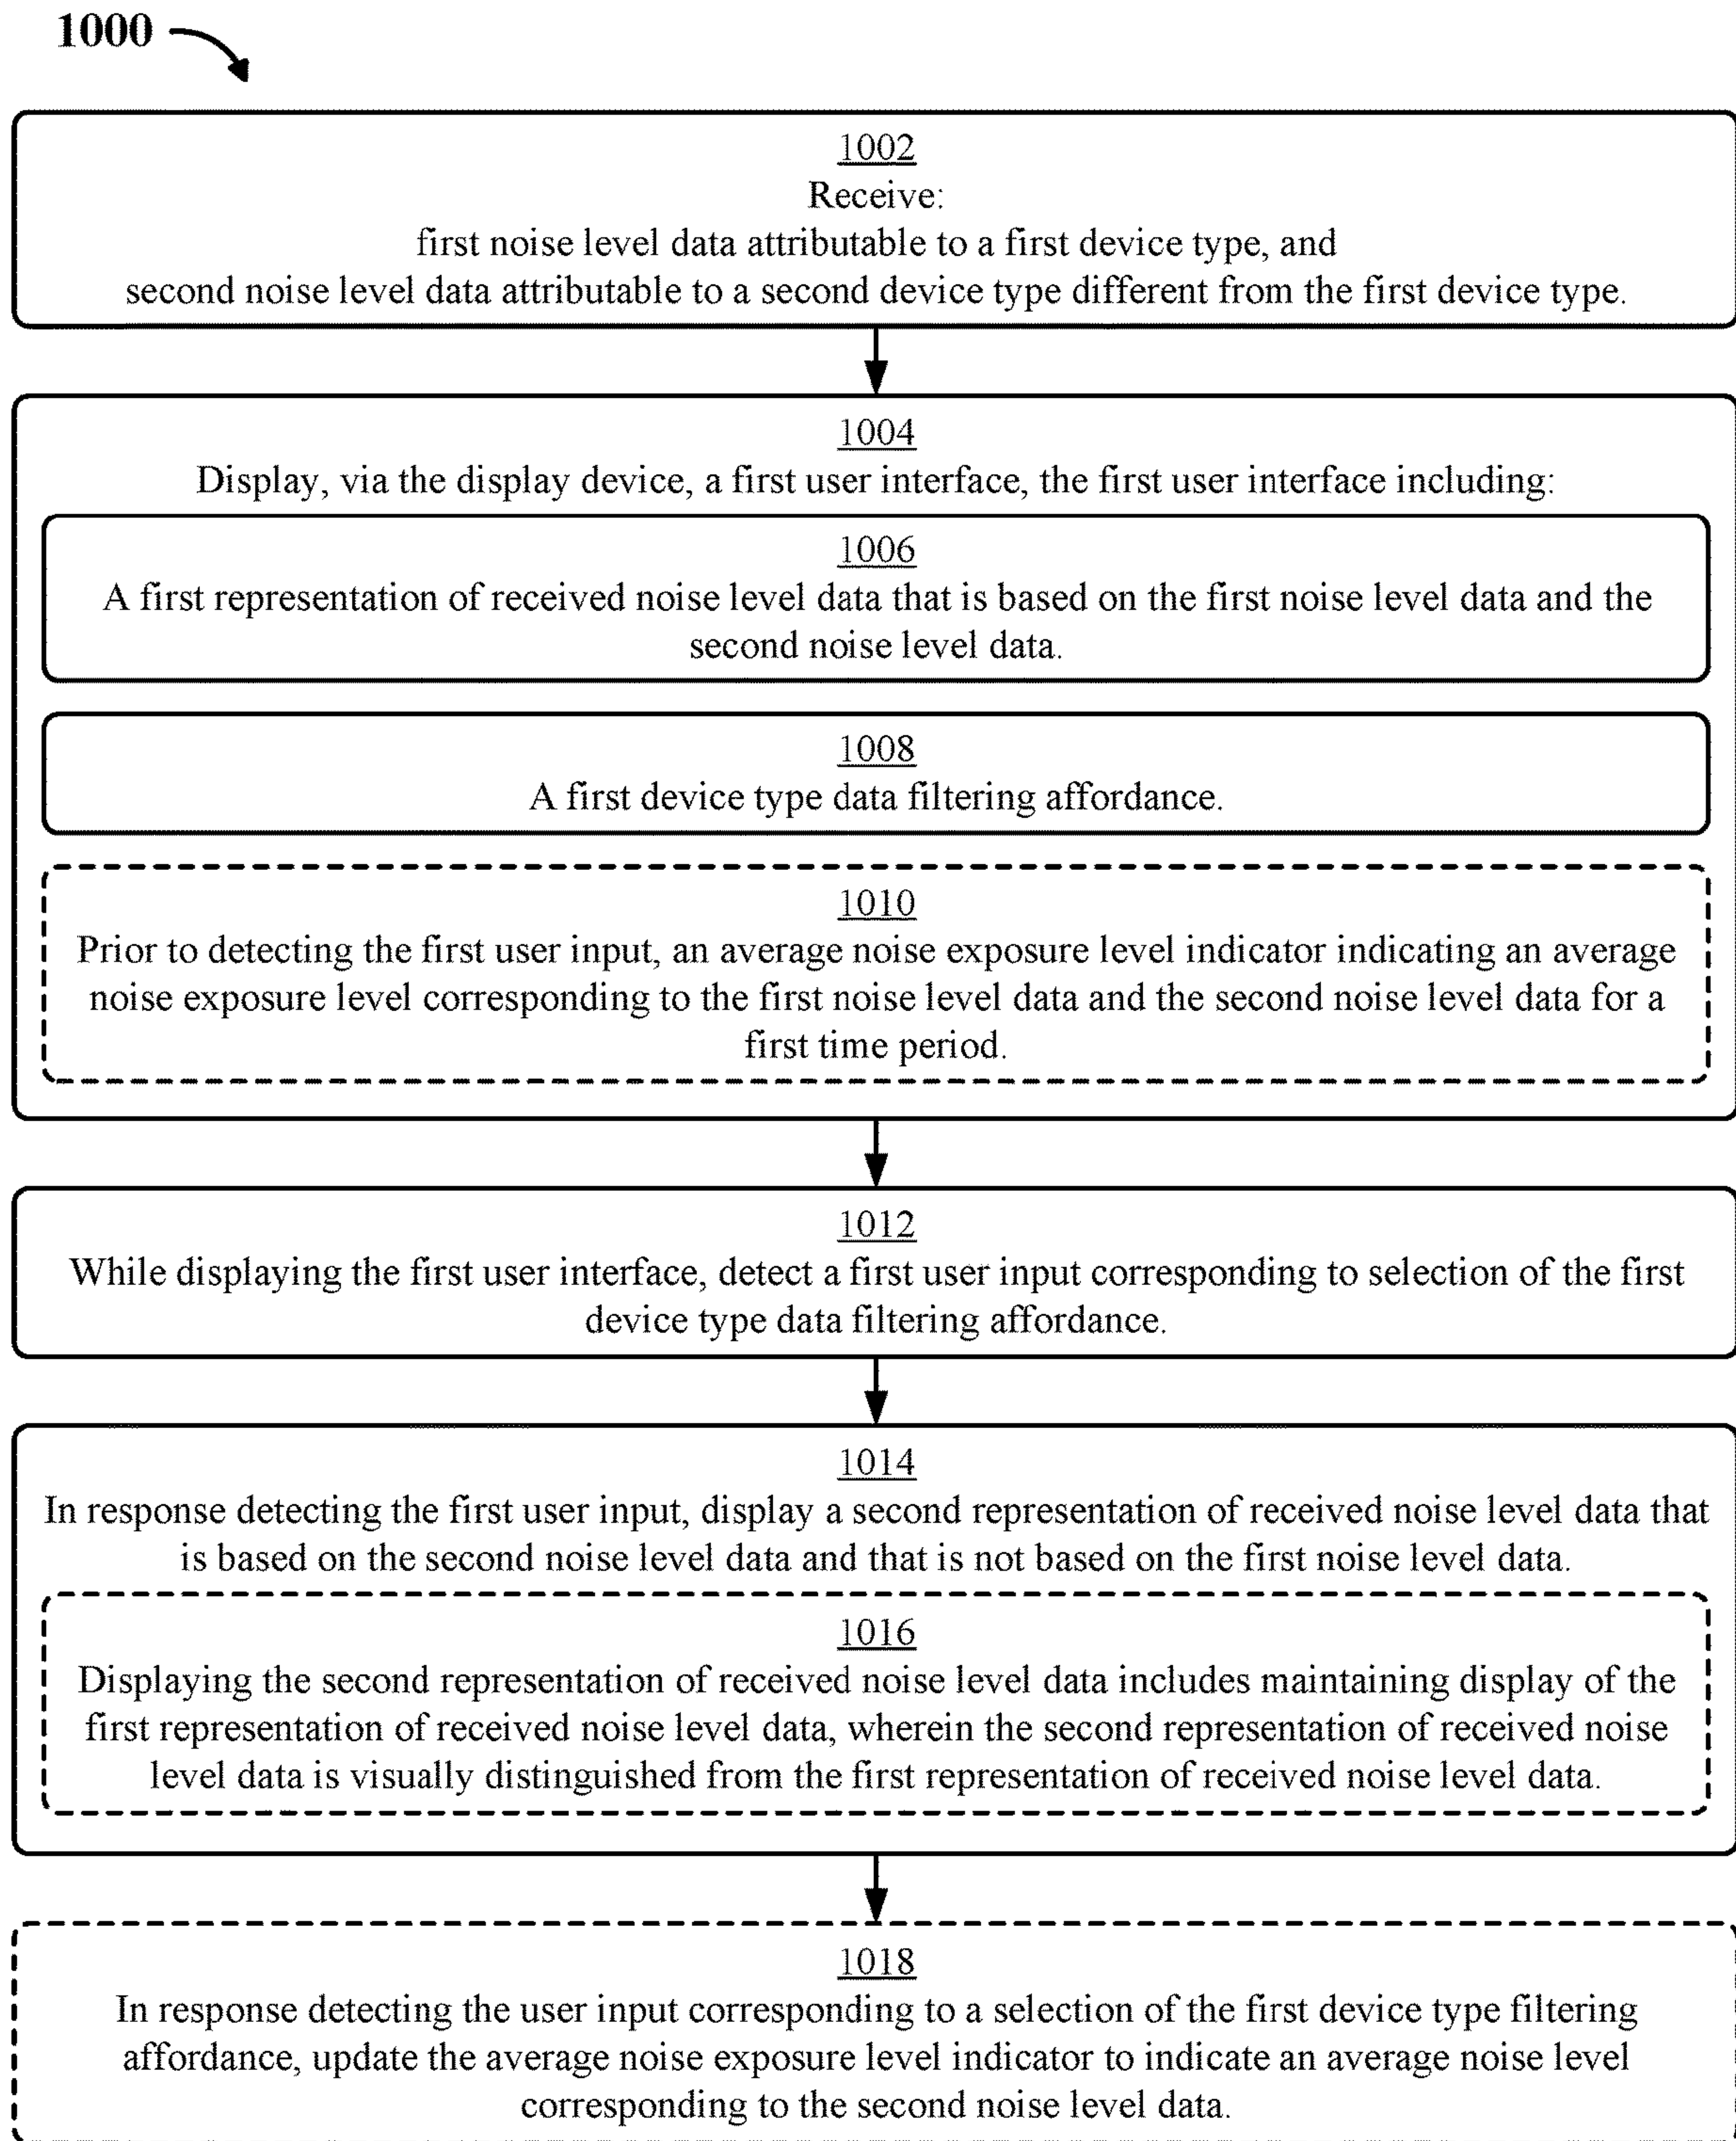 1000
1002
Receive:
first noise level data attributable to a first device type, and
second noise level data attributable to a second device type different from the first device type.
1004
Display, via the display device, a first user interface, the first user interface including:
1006
A first representation of received noise level data that is based on the first noise level data and the
second noise level data.
1008
A first device type data filtering affordance.
1010
Prior to detecting the first user input, an average noise exposure level indicator indicating an average
noise exposure level corresponding to the first noise level data and the second noise level data for a
first time period.
1012
While displaying the first user interface, detect a first user input corresponding to selection of the first
device type data filtering affordance.
1014
In response detecting the first user input, display a second representation of received noise level data that
is based on the second noise level data and that is not based on the first noise level data.
1016
Displaying the second representation of received noise level data includes maintaining display of the
first representation of received noise level data, wherein the second representation of received noise
level data is visually distinguished from the first representation of received noise level data.
1018
In response detecting the user input corresponding to a selection of the first device type filtering
affordance, update the average noise exposure level indicator to indicate an average noise level
corresponding to the second noise level data.